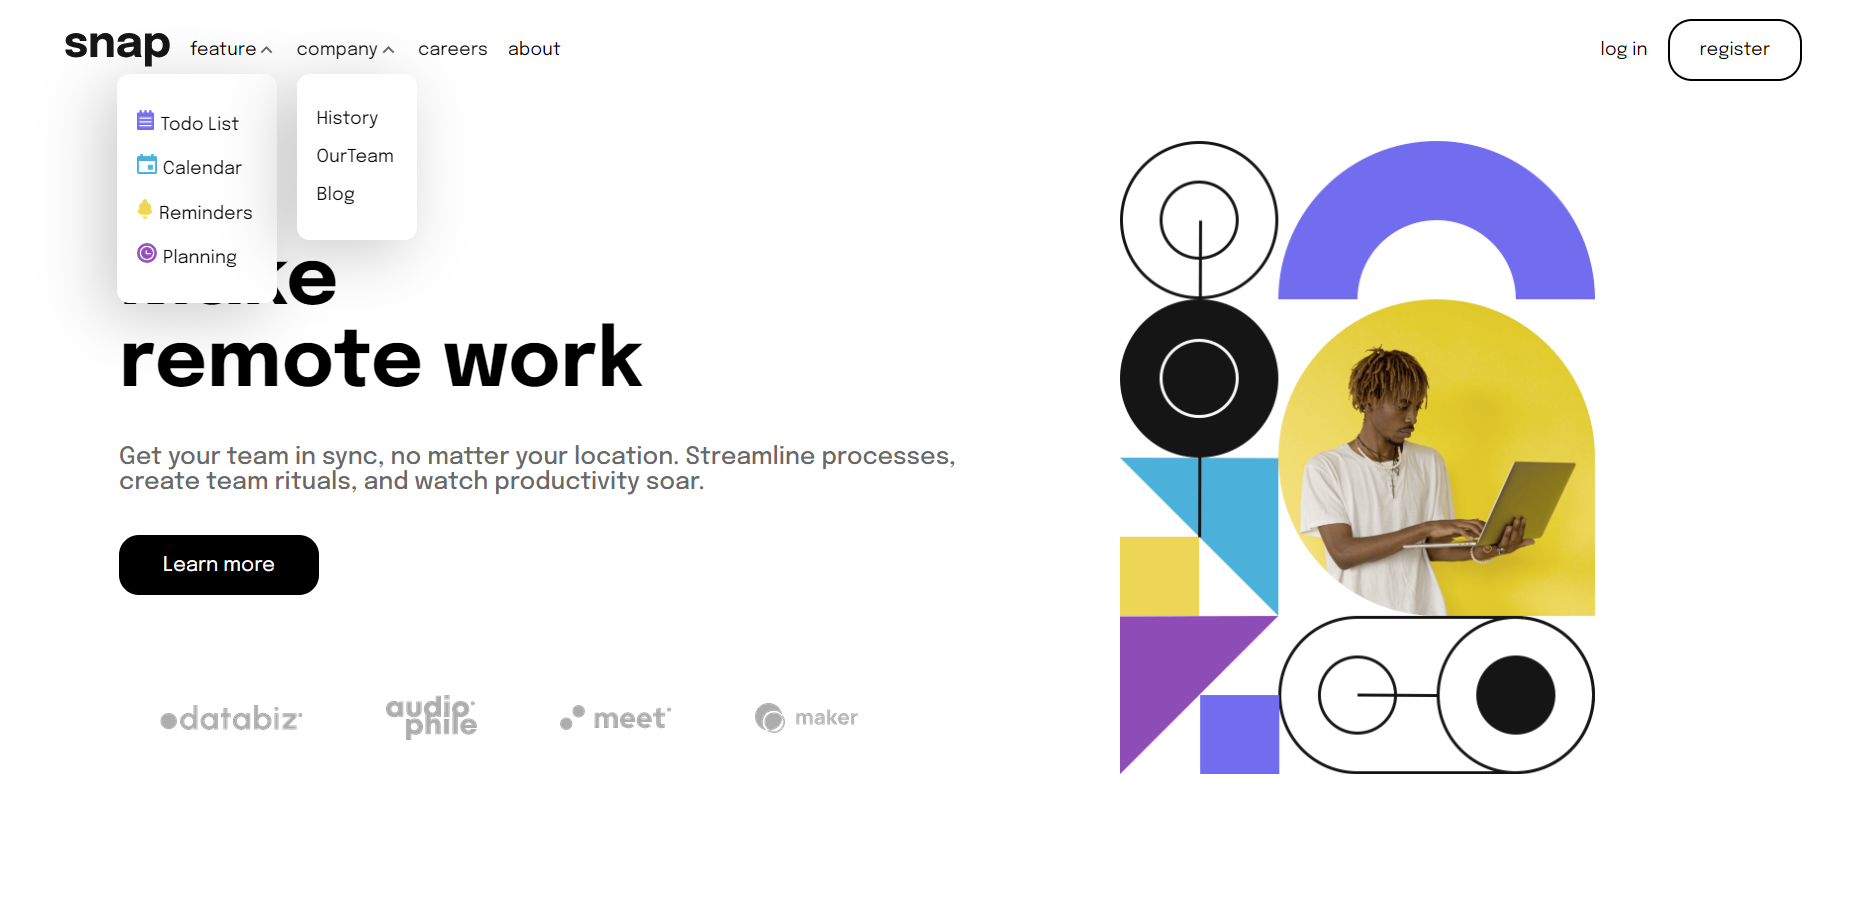 snap feature company careers about log in register
Todo List
Calendar
Reminders
Planning
History
OurTeam
Blog
remote work
Get your team in sync, no matter your location. Streamline processes,
create team rituals, and watch productivity soar.
Learn more
databiz audiophile meet maker